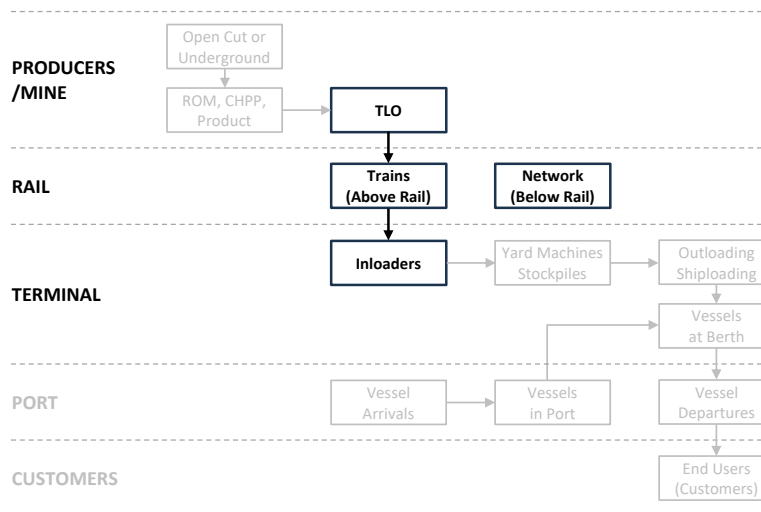 Open Cut or
Underground
PRODUCERS
/MINE
ROM, CHPP,
Product
TLO
RAIL
Trains
(Above Rail)
Network
(Below Rail)
TERMINAL
Inloaders
Yard Machines
Stockpiles
Outloading
Shiploading
Vessels
at Berth
PORT
Vessel
Arrivals
Vessels
in Port
Vessel
Departures
CUSTOMERS
End Users
(Customers)